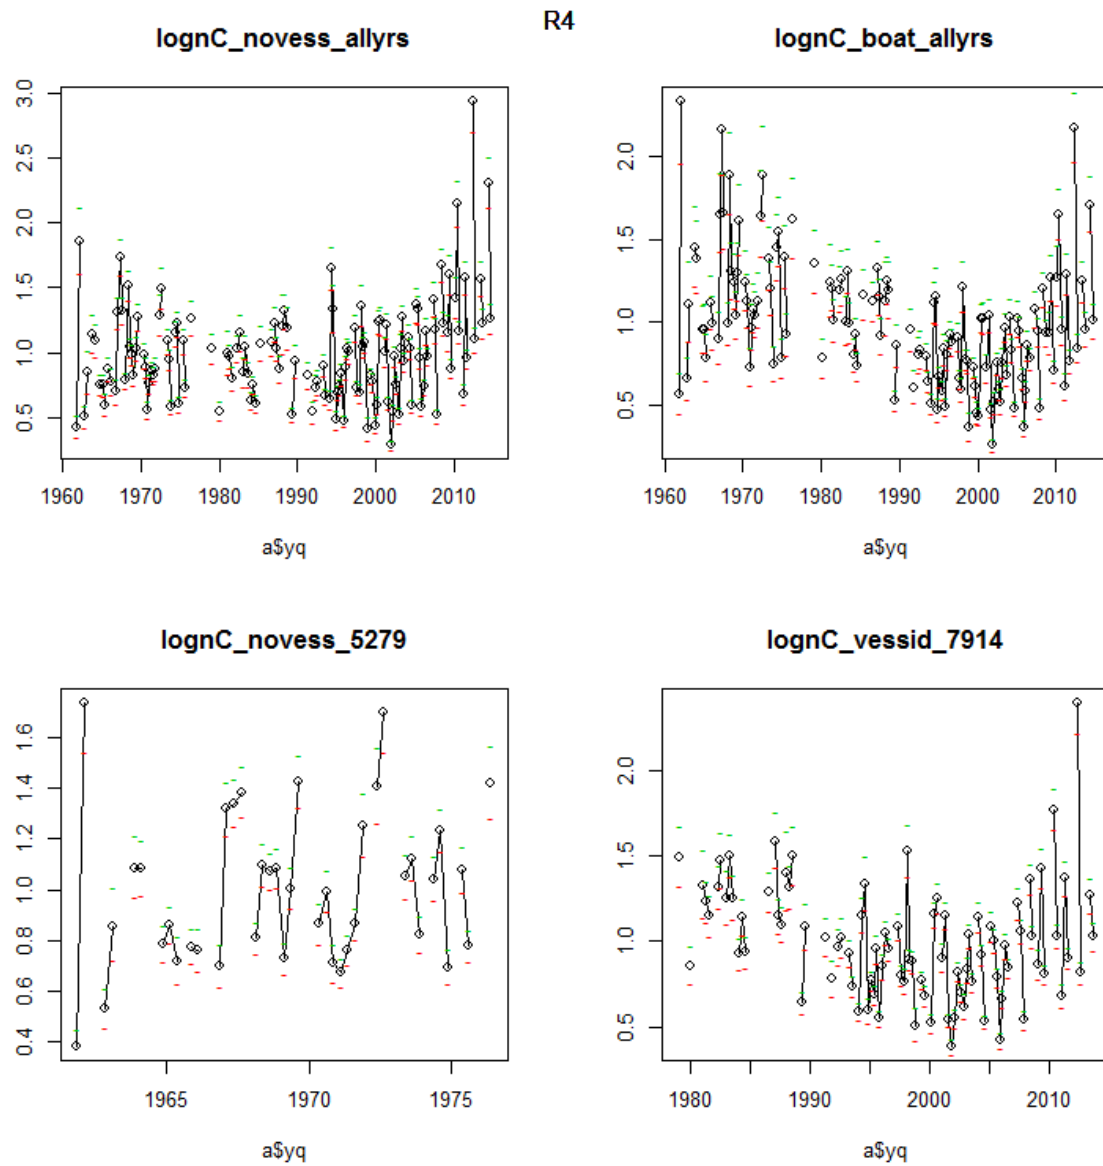 R4
lognC_novess_allyrs
lognC_boat_allyrs
3.0
2.5
2.0
1.5
1.0
0.5
1960 1970 1980 1990 2000 2010
a$yq
2.0
1.5
1.0
0.5
1960 1970 1980 1990 2000 2010
a$yq
lognC_novess_5279
lognC_vessid_7914
1.6
1.4
1.2
1.0
0.8
0.6
0.4
1965 1970 1975
a$yq
2.0
1.5
1.0
0.5
1980 1990 2000 2010
a$yq